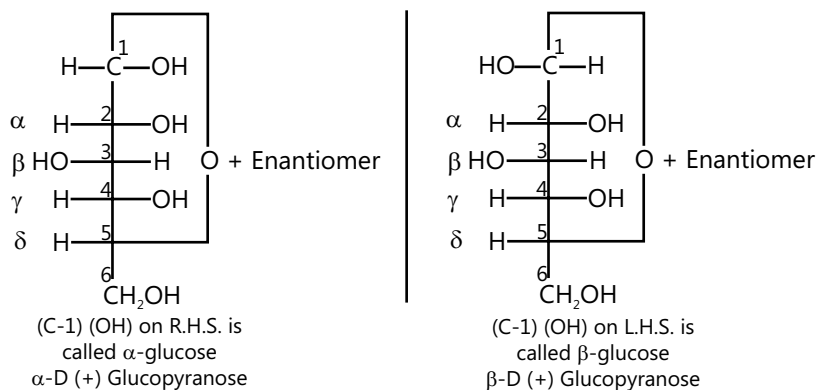 1
H—C—OH
α H 2 OH
β HO 3 H O + Enantiomer
γ H 4 OH
δ H 5
6
CH₂OH
(C-1) (OH) on R.H.S. is
called α-glucose
α-D (+) Glucopyranose
1
HO—C—H
α H 2 OH
β HO 3 H O + Enantiomer
γ H 4 OH
δ H 5
6
CH₂OH
(C-1) (OH) on L.H.S. is
called β-glucose
β-D (+) Glucopyranose